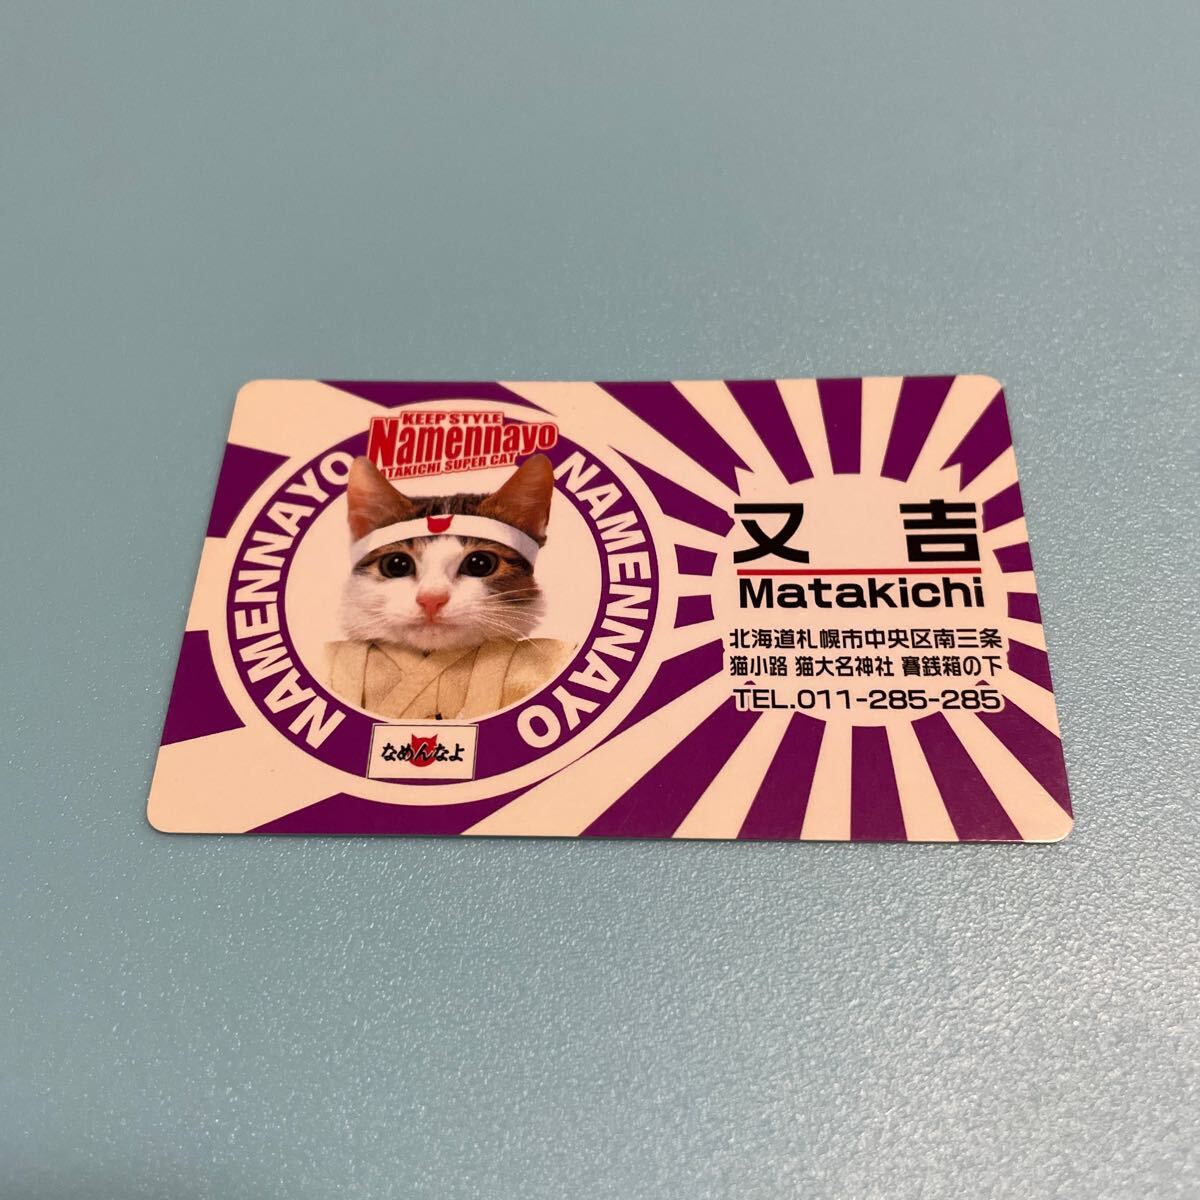 KEEP STYLE
Namennayo
MATAKICHI SUPER CAT
NAMENNAYO
NAMENNAYO
なめんなよ
又吉
Matakichi
北海道札幌市中央区南三条
猫小路 猫大名神社 賽銭箱の下
TEL.011-285-285